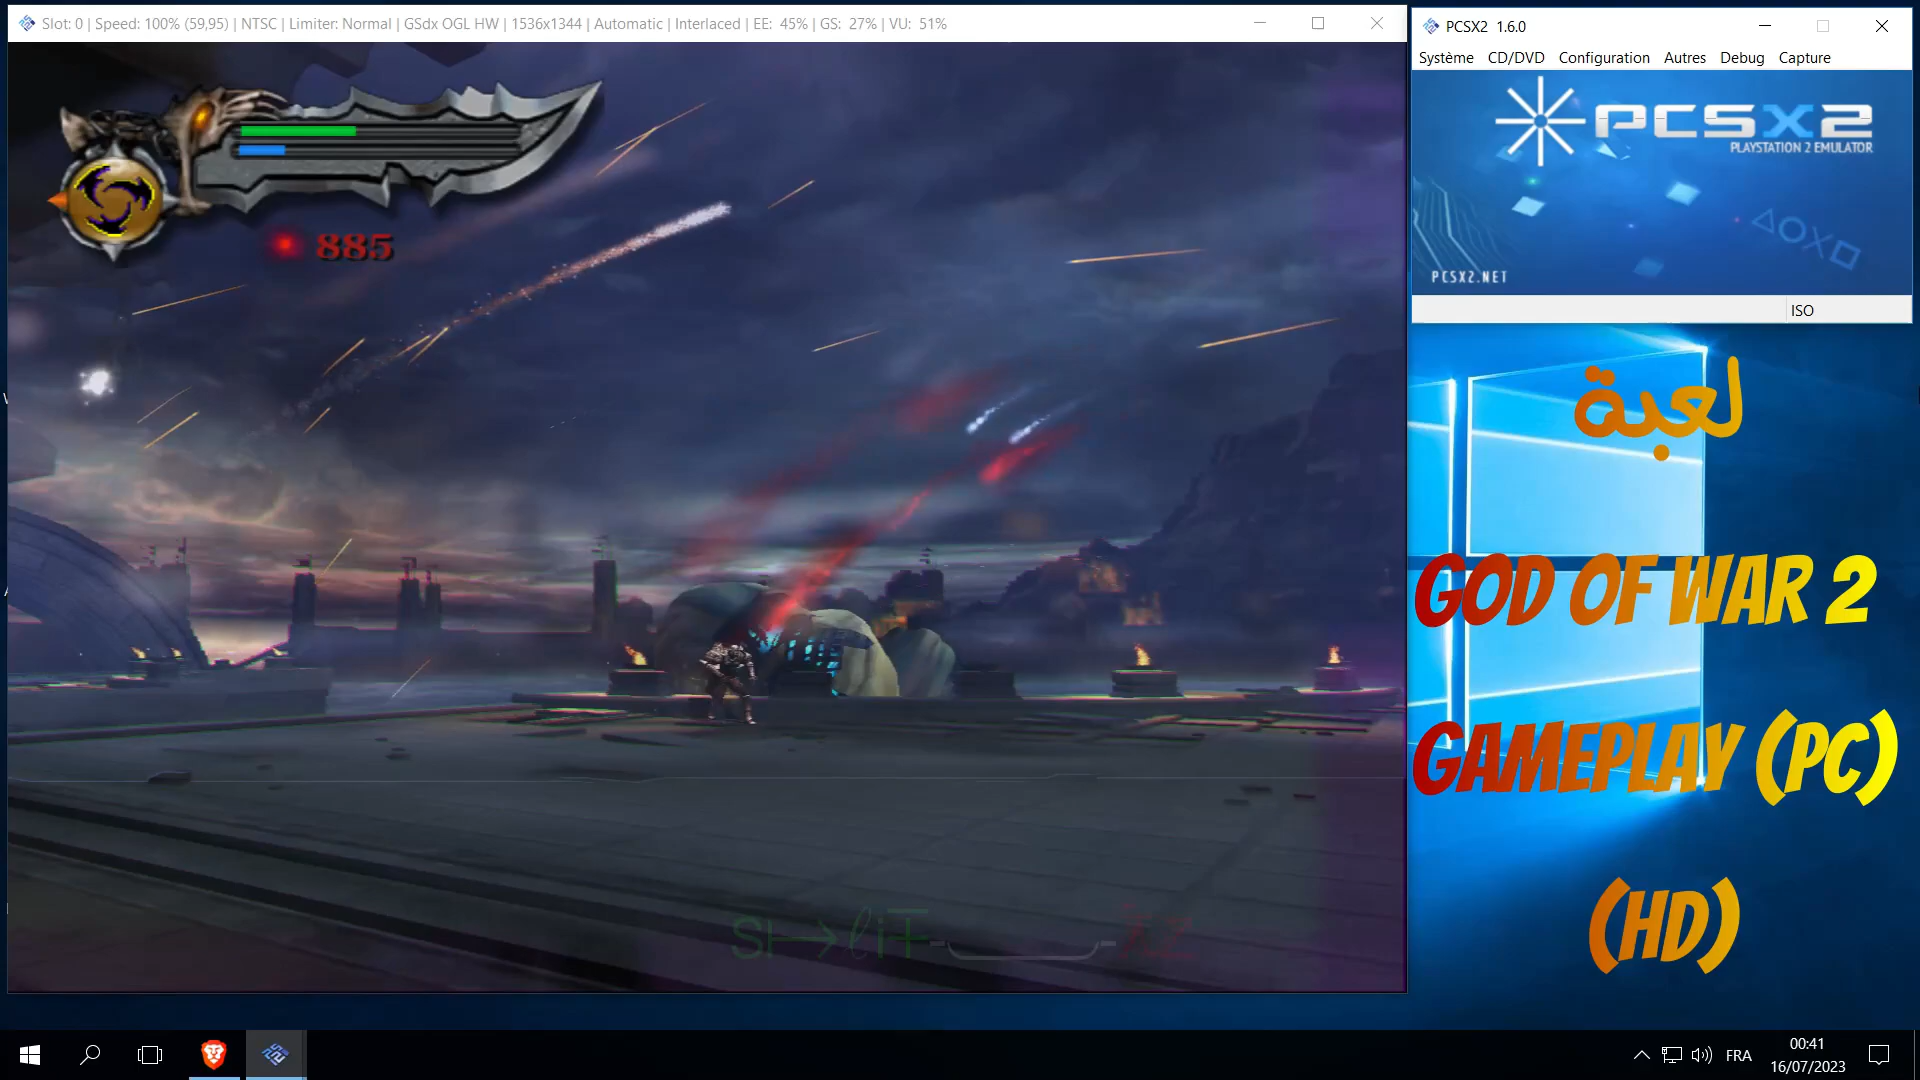 Slot: 0 | Speed: 100% (59,95) | NTSC | Limiter: Normal | GSdx OGL HW | 1536x1344 | Automatic | Interlaced | EE: 45% | GS: 27% | VU: 51%
885
PCSX2 1.6.0
Système CD/DVD Configuration Autres Debug Capture
PCSX2
PLAYSTATION 2 EMULATOR
PCSX2.NET
ISO
لعبة
GOD OF WAR 2
GAMEPLAY (PC)
(HD)
FRA
00:41
16/07/2023